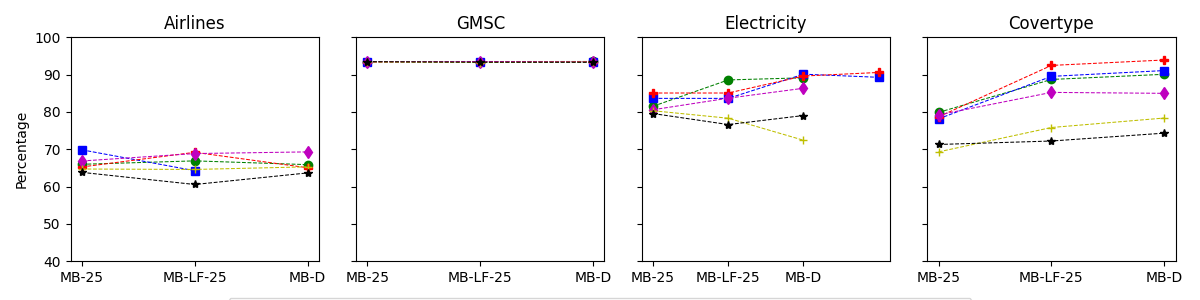 Airlines GMSC Electricity Covertype
Percentage
100
90
80
70
60
50
40
MB-25 MB-LF-25 MB-D MB-25 MB-LF-25 MB-D MB-25 MB-LF-25 MB-D MB-25 MB-LF-25 MB-D